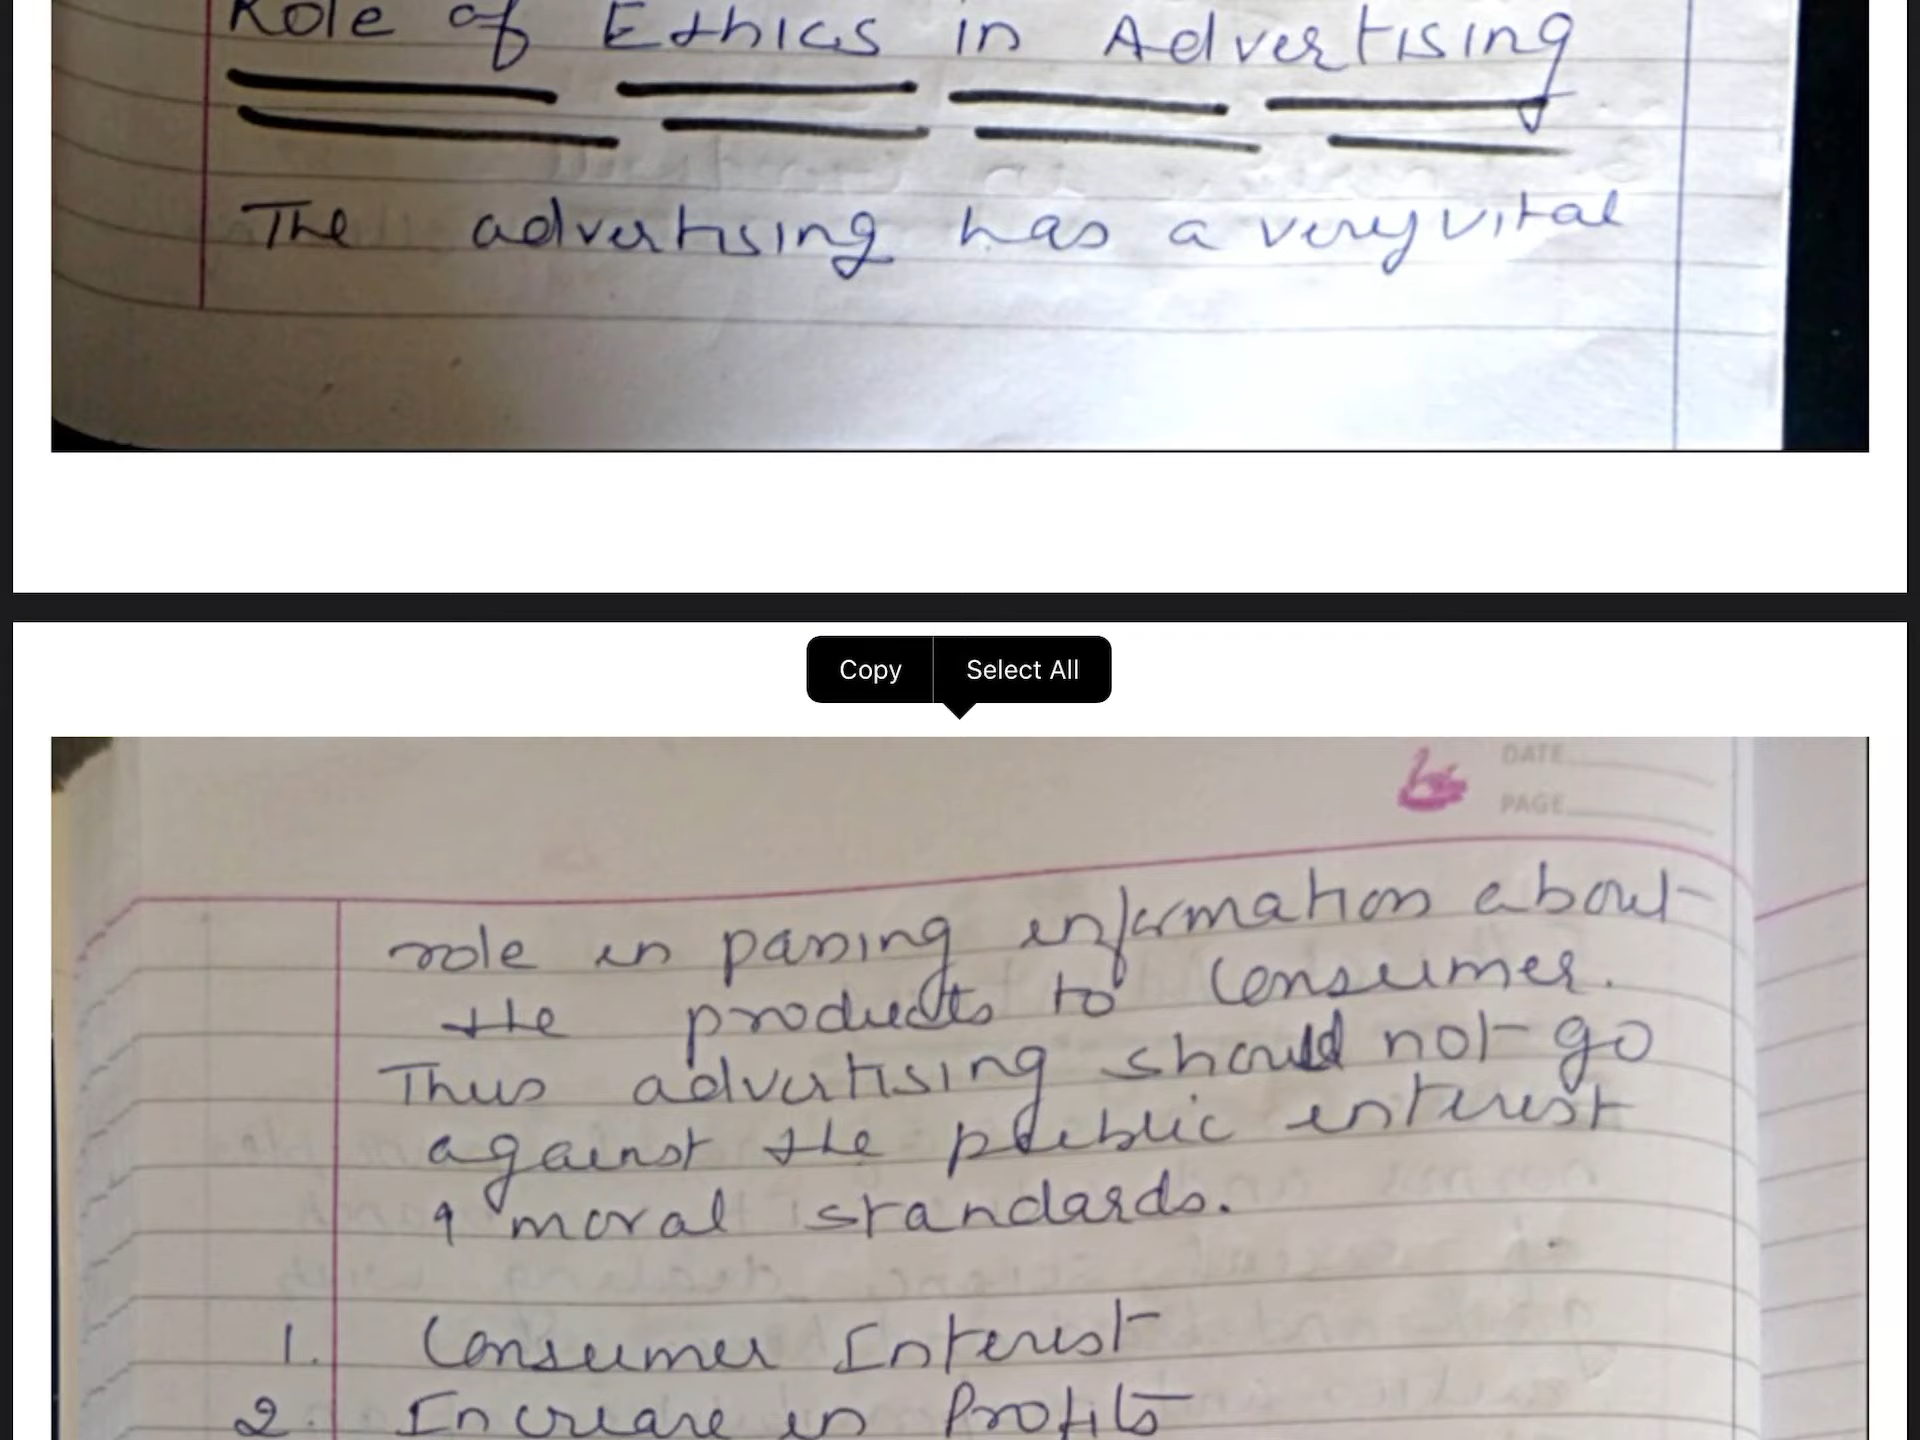 Role of Ethics in Advertising
The advertising has a very vital
Copy Select All
DATE
PAGE
role in passing information about
the products to consumer.
Thus advertising should not go
against the public interest
& moral standards.
1. Consumer Interest
2. Increase in Profits